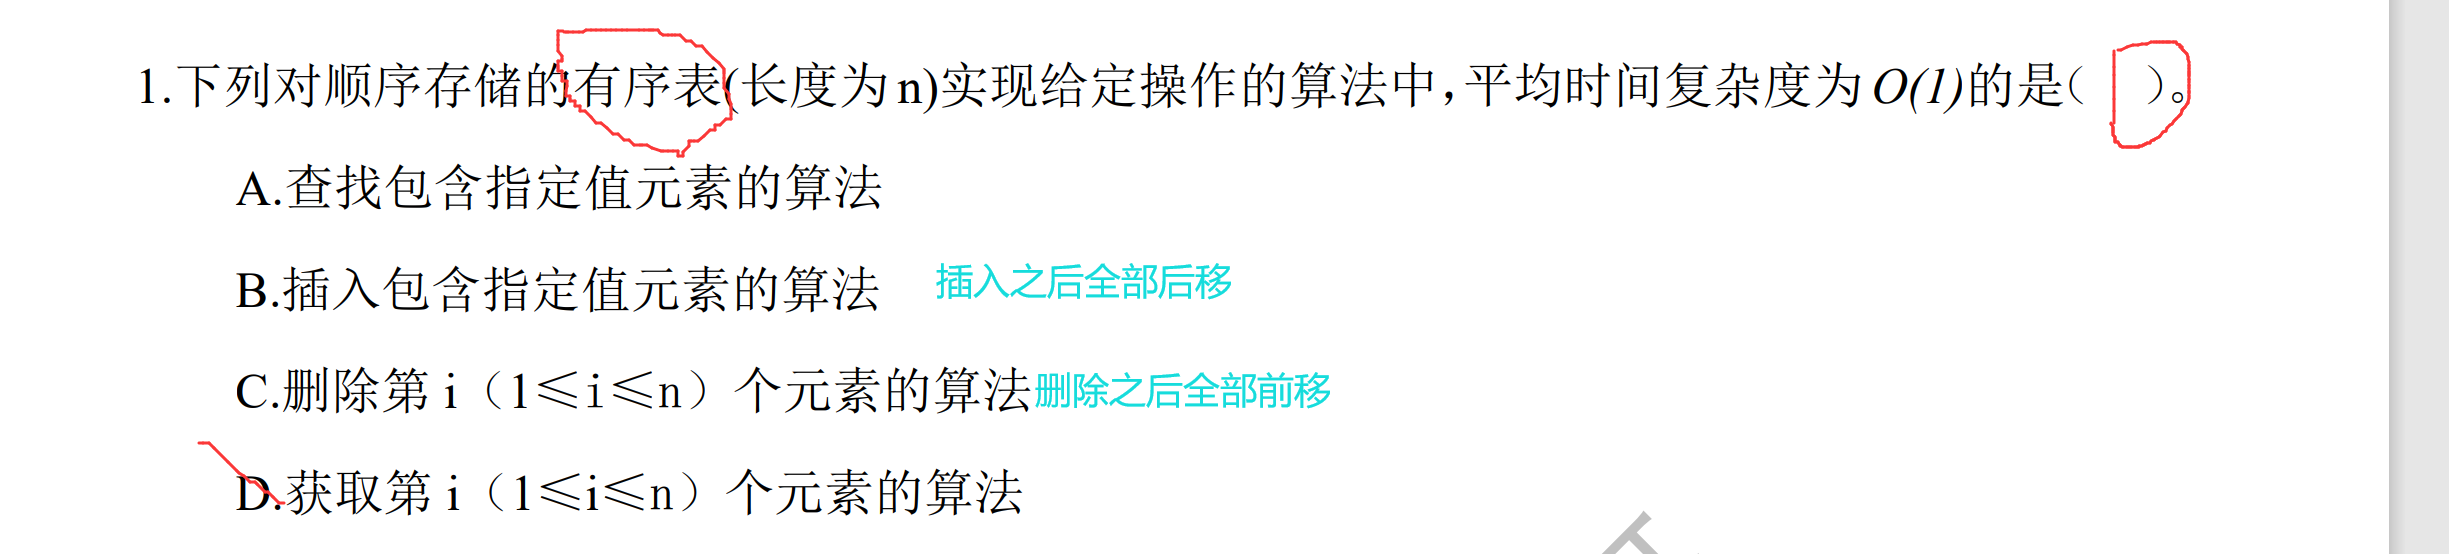 1.下列对顺序存储的有序表(长度为n)实现给定操作的算法中,平均时间复杂度为O(1)的是( D )。
A.查找包含指定值元素的算法
B.插入包含指定值元素的算法 插入之后全部后移
C.删除第 i（1≤i≤n）个元素的算法删除之后全部前移
D.获取第 i（1≤i≤n）个元素的算法